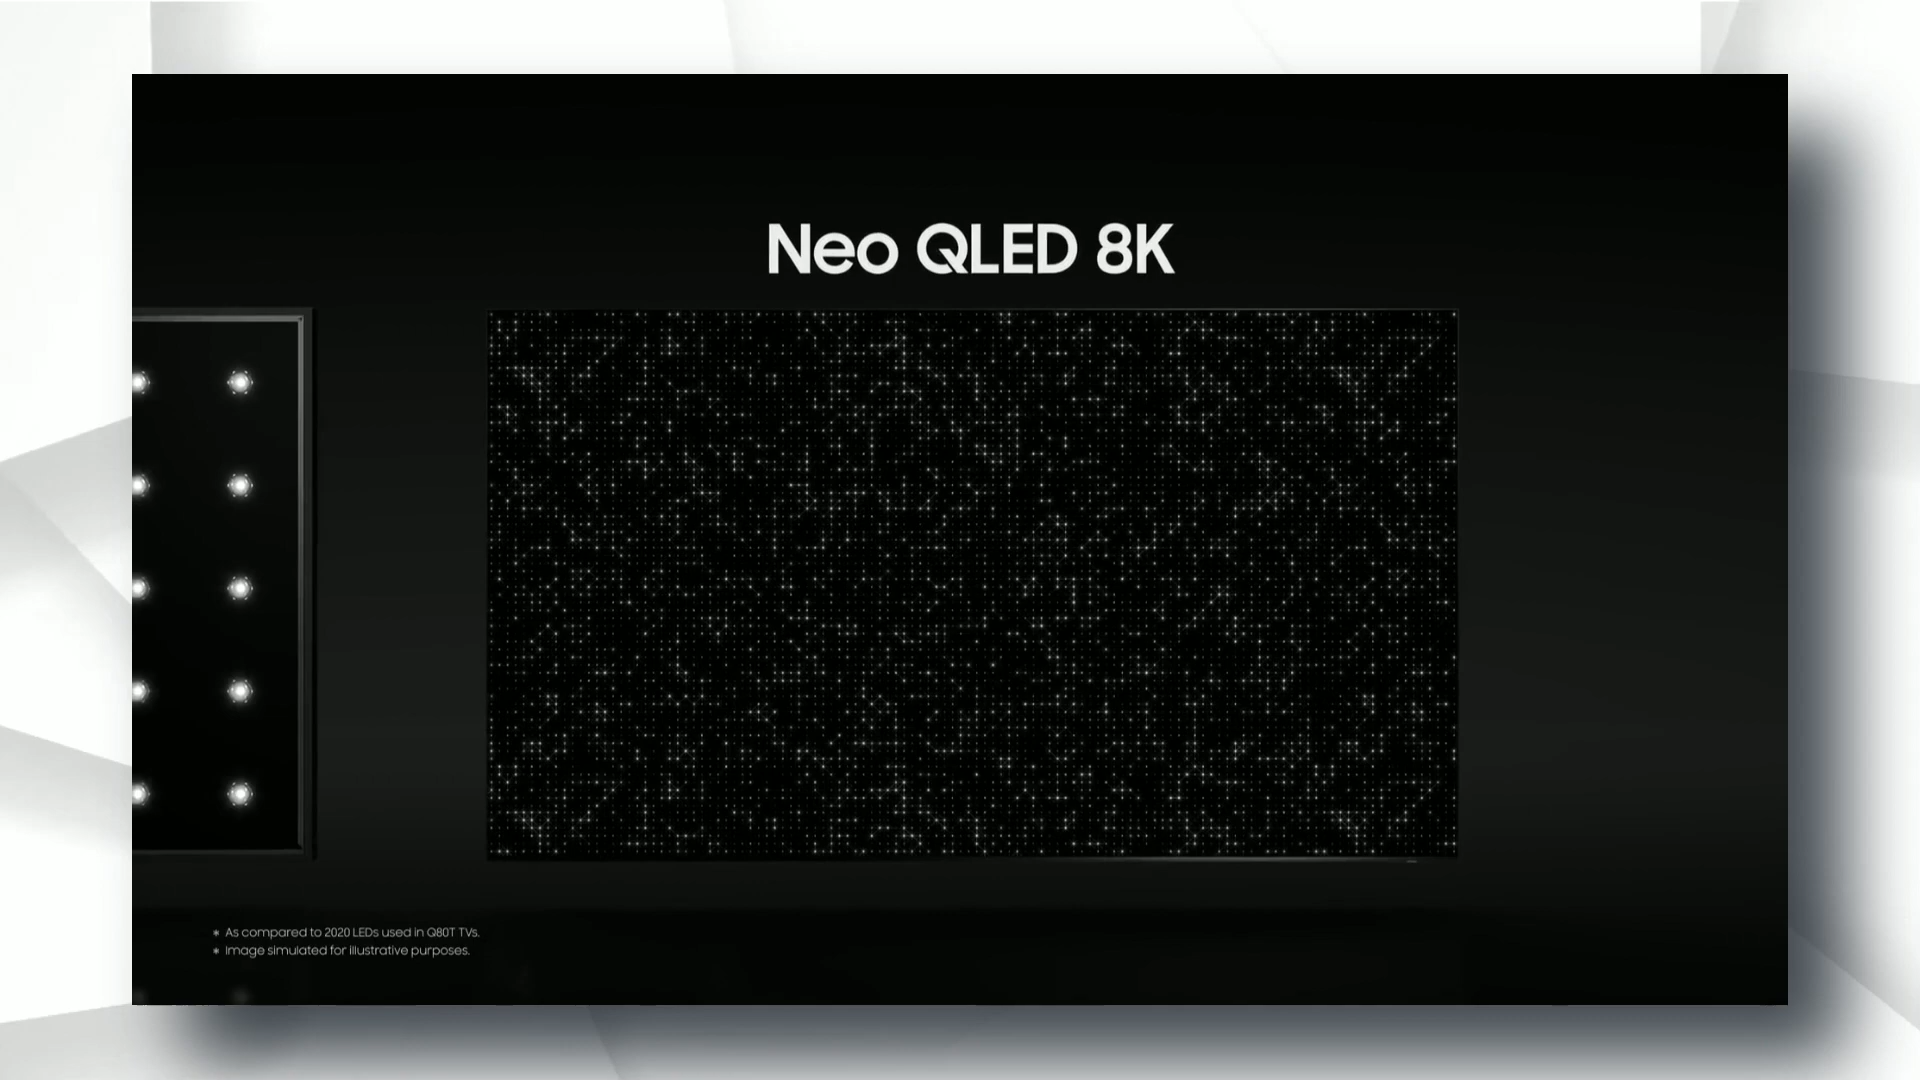 Neo QLED 8K
* As compared to 2020 LEDs used in Q80T TVs.
* Image simulated for illustrative purposes.